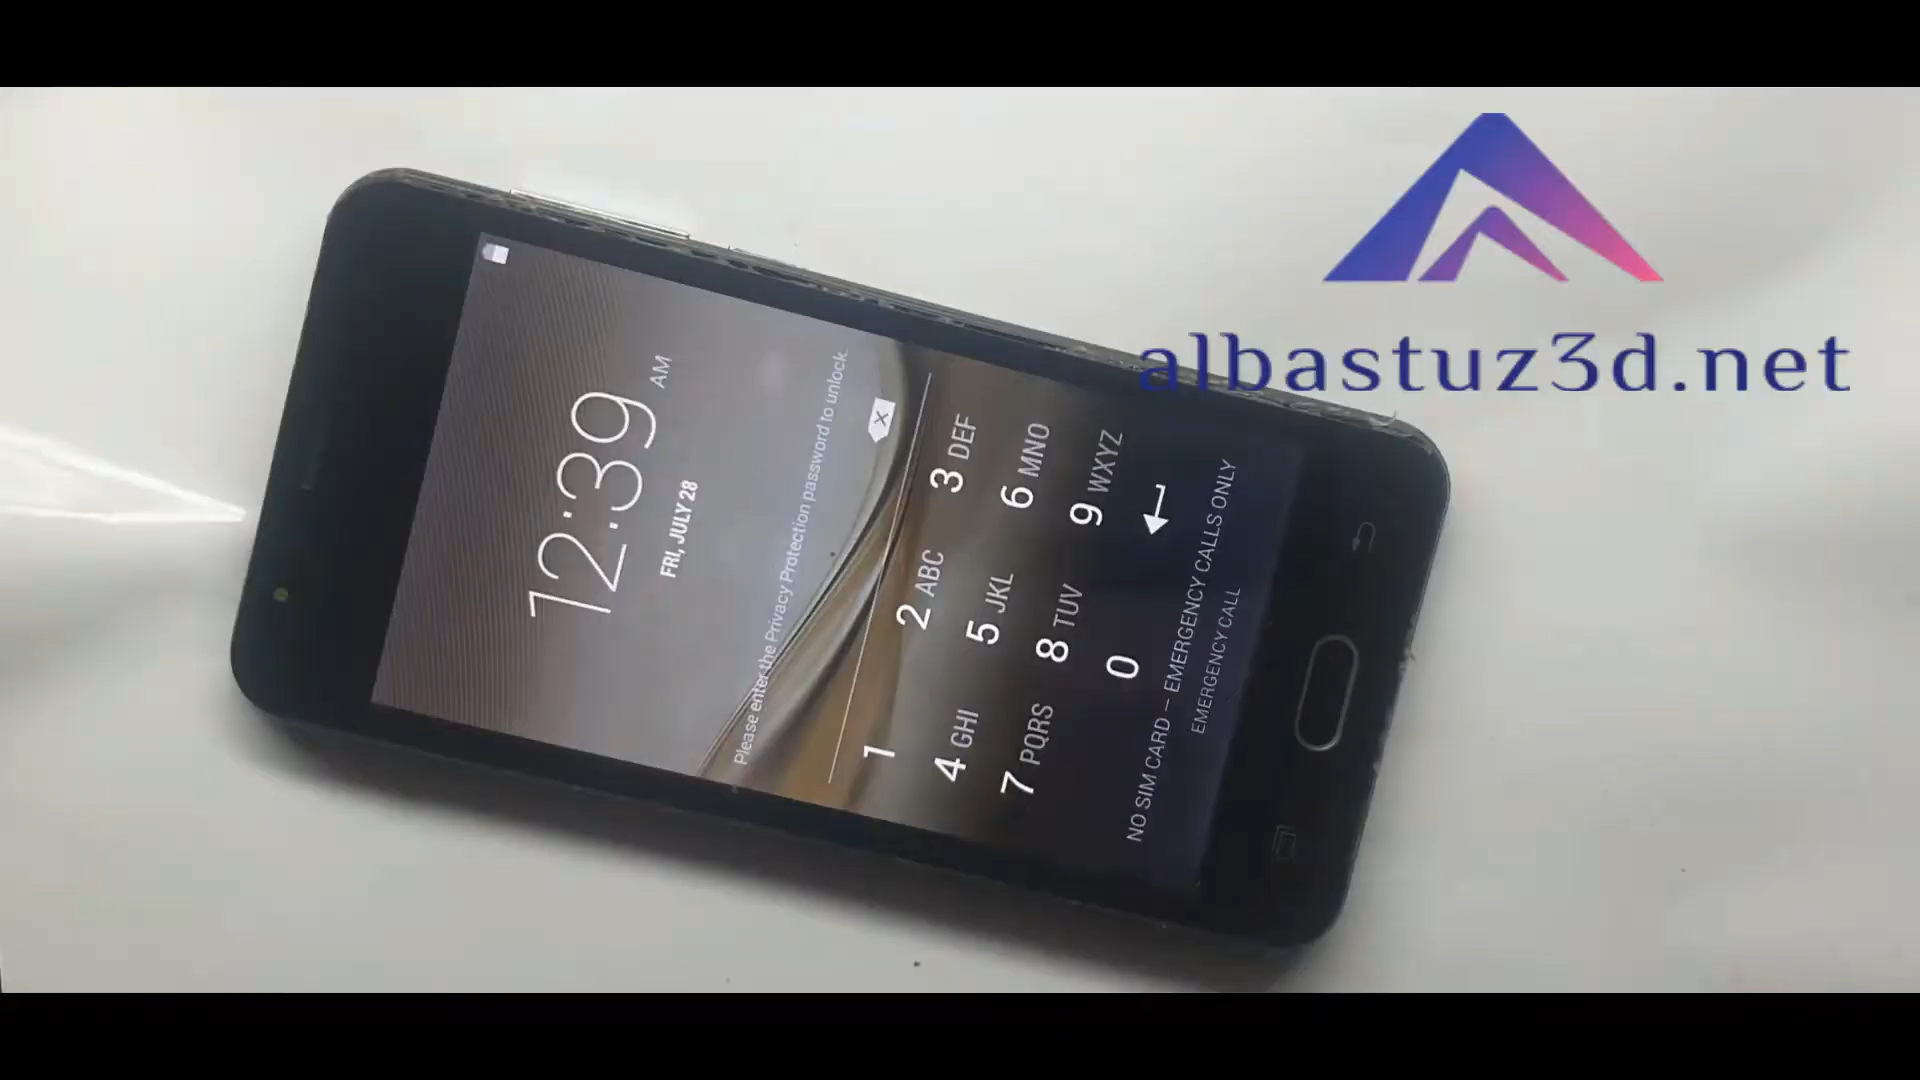 albastuz3d.net
12:39 AM
FRI, JULY 28
Please enter the Privacy Protection password to unlock.
1
2 ABC
3 DEF
4 GHI
5 JKL
6 MNO
7 PQRS
8 TUV
9 WXYZ
0
NO SIM CARD – EMERGENCY CALLS ONLY
EMERGENCY CALL